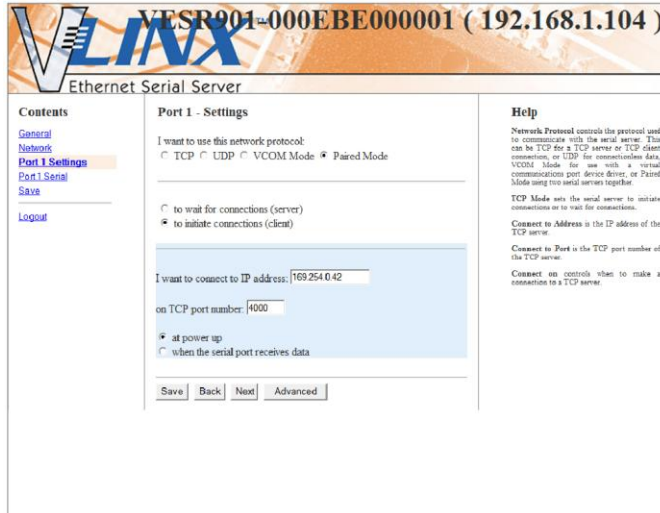 VESR901-000EBE000001 ( 192.168.1.104 )
VLINX™
Ethernet Serial Server
Contents
General
Network
Port 1 Settings
Port 1 Serial
Save
Logout
Port 1 - Settings
I want to use this network protocol:
TCP UDP VCOM Mode Paired Mode
to wait for connections (server)
to initiate connections (client)
I want to connect to IP address: 169.254.0.42
on TCP port number: 4000
at power up
when the serial port receives data
Save Back Next Advanced
Help
Network Protocol controls the protocol used
to communicate with the serial server. This
can be TCP for a TCP server or TCP client
connection, or UDP for connectionless data,
VCOM Mode for use with a virtual
communications port device driver, or Paired
Mode using two serial servers together.
TCP Mode sets the serial server to initiate
connections or to wait for connections.
Connect to Address is the IP address of the
TCP server.
Connect to Port is the TCP port number of
the TCP server.
Connect on controls when to make a
connection to a TCP server.